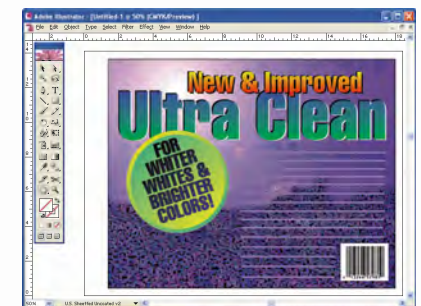 Adobe Illustrator - [Untitled-1 @ 50% (CMYK/Preview) ]
File Edit Object Type Select Filter Effect View Window Help
New & Improved
Ultra Clean
FOR
WHITER
WHITES &
BRIGHTER
COLORS!
U.S. Sheetfed Uncoated v2